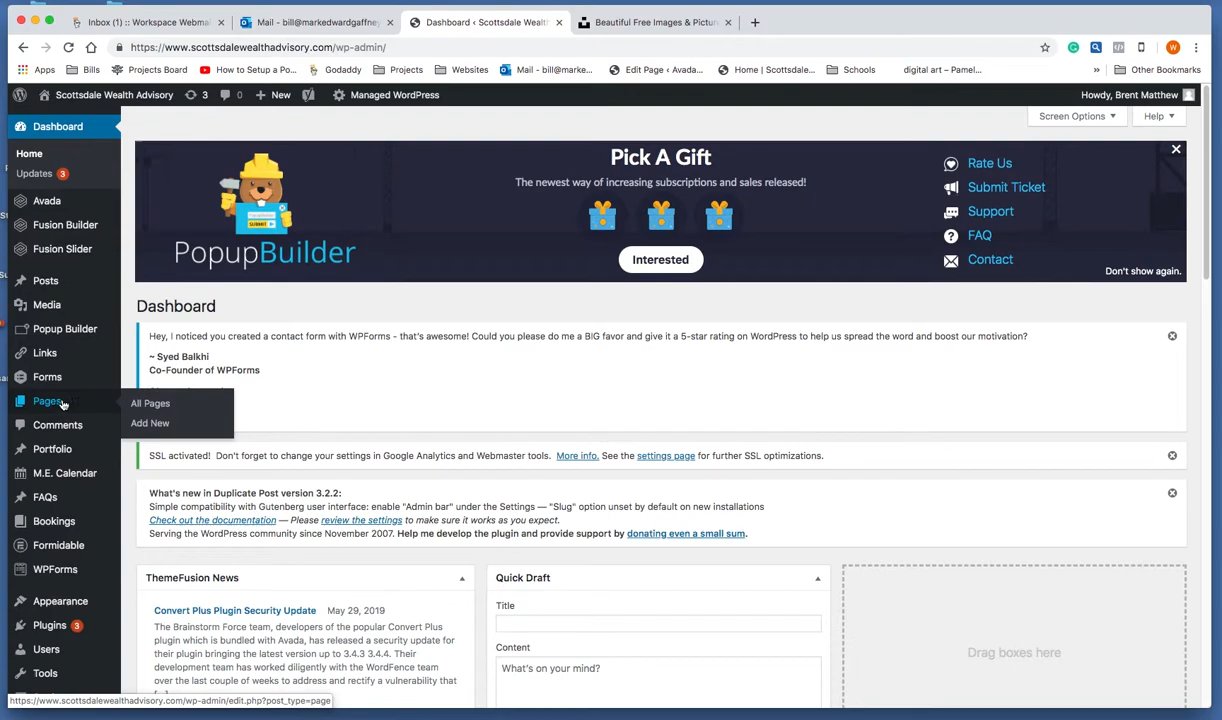 Inbox (1) :: Workspace Webma
Mail - bill@markedwardgaffney
Dashboard ‹ Scottsdale Wealth
Beautiful Free Images & Picture
https://www.scottsdalewealthadvisory.com/wp-admin/
W
Apps
Bills
Projects Board
How to Setup a Po...
Godaddy
Projects
Websites
Mail - bill@marke...
Edit Page ‹ Avada...
Home | Scottsdale...
Schools
digital art – Pamel...
»
Other Bookmarks
Scottsdale Wealth Advisory
3
0
New
Managed WordPress
Howdy, Brent Matthew
Screen Options
Help
Dashboard
Home
Updates 3
Avada
Fusion Builder
Fusion Slider
Posts
Media
Popup Builder
Links
Forms
Pages
Comments
Portfolio
M.E. Calendar
FAQs
Bookings
Formidable
WPForms
Appearance
Plugins 3
Users
Tools
All Pages
Add New
SUBMIT
PopupBuilder
Pick A Gift
The newest way of increasing subscriptions and sales released!
Interested
Rate Us
Submit Ticket
Support
FAQ
Contact
Don't show again.
Dashboard
Hey, I noticed you created a contact form with WPForms - that's awesome! Could you please do me a BIG favor and give it a 5-star rating on WordPress to help us spread the word and boost our motivation?
~ Syed Balkhi
Co-Founder of WPForms
SSL activated! Don't forget to change your settings in Google Analytics and Webmaster tools. More info. See the settings page for further SSL optimizations.
What's new in Duplicate Post version 3.2.2:
Simple compatibility with Gutenberg user interface: enable "Admin bar" under the Settings — "Slug" option unset by default on new installations
Check out the documentation — Please review the settings to make sure it works as you expect.
Serving the WordPress community since November 2007. Help me develop the plugin and provide support by donating even a small sum.
ThemeFusion News
Convert Plus Plugin Security Update May 29, 2019
The Brainstorm Force team, developers of the popular Convert Plus
plugin which is bundled with Avada, has released a security update for
their plugin bringing the latest version up to 3.4.3 3.4.4. Their
development team has worked dilligently with the WordFence team
over the last couple of weeks to address and rectify a vulnerability that
[...]
Quick Draft
Title
Content
What's on your mind?
Drag boxes here
https://www.scottsdalewealthadvisory.com/wp-admin/edit.php?post_type=page